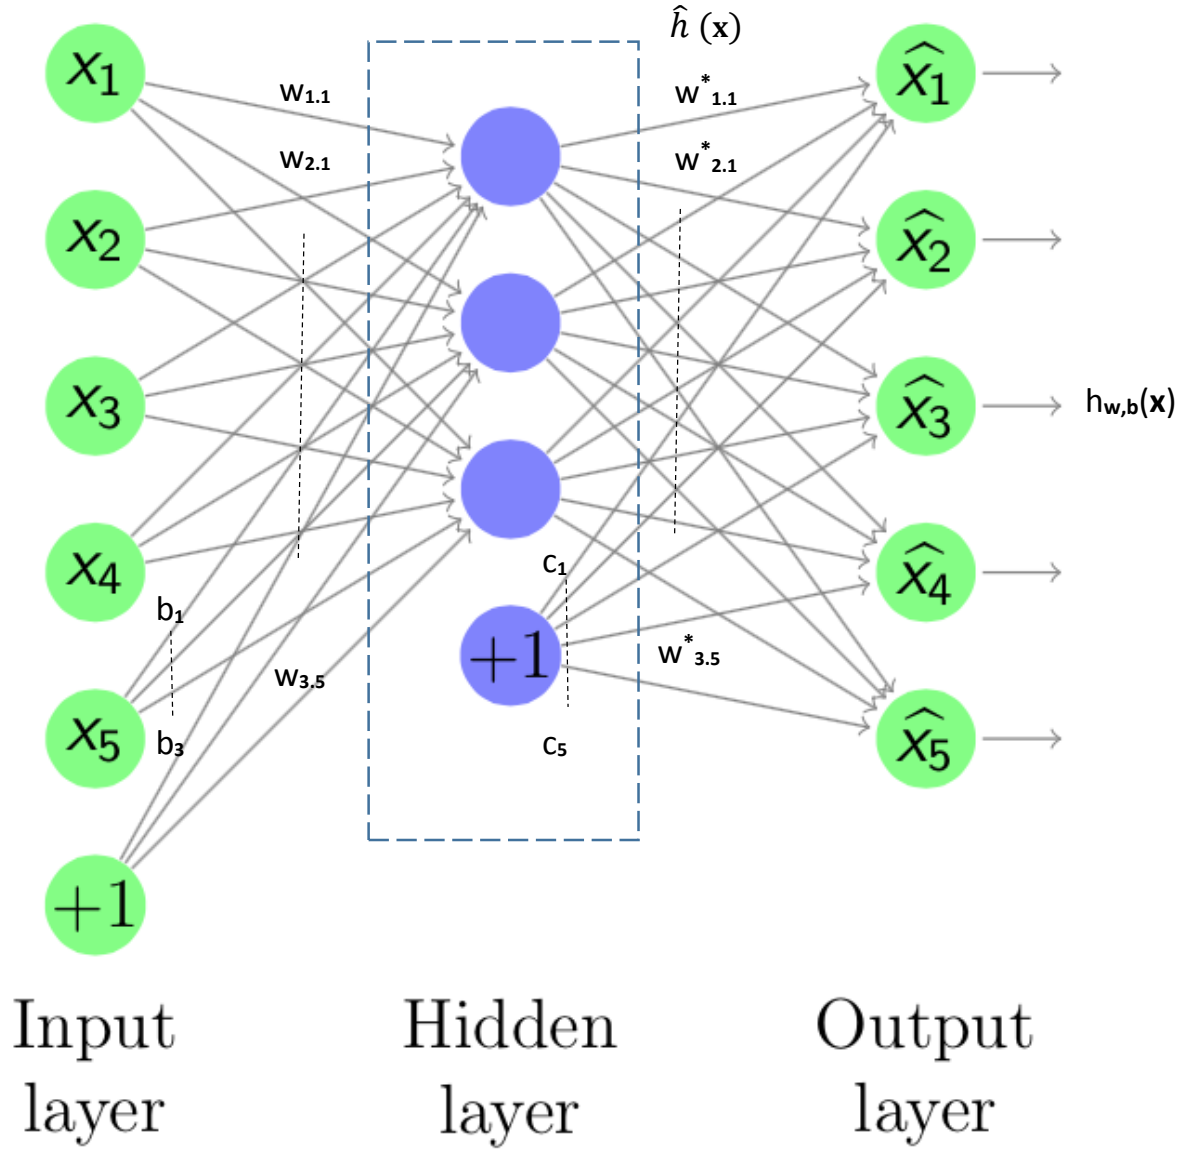 ĥ (x)
x₁
w₁.₁
w*₁.₁
x̂₁
w₂.₁
w*₂.₁
x₂
x̂₂
x₃
x̂₃
h_w,b(x)
x₄
c₁
x̂₄
b₁
+1
w*₃.₅
w₃.₅
x₅
b₃
c₅
x̂₅
+1
Input
layer
Hidden
layer
Output
layer